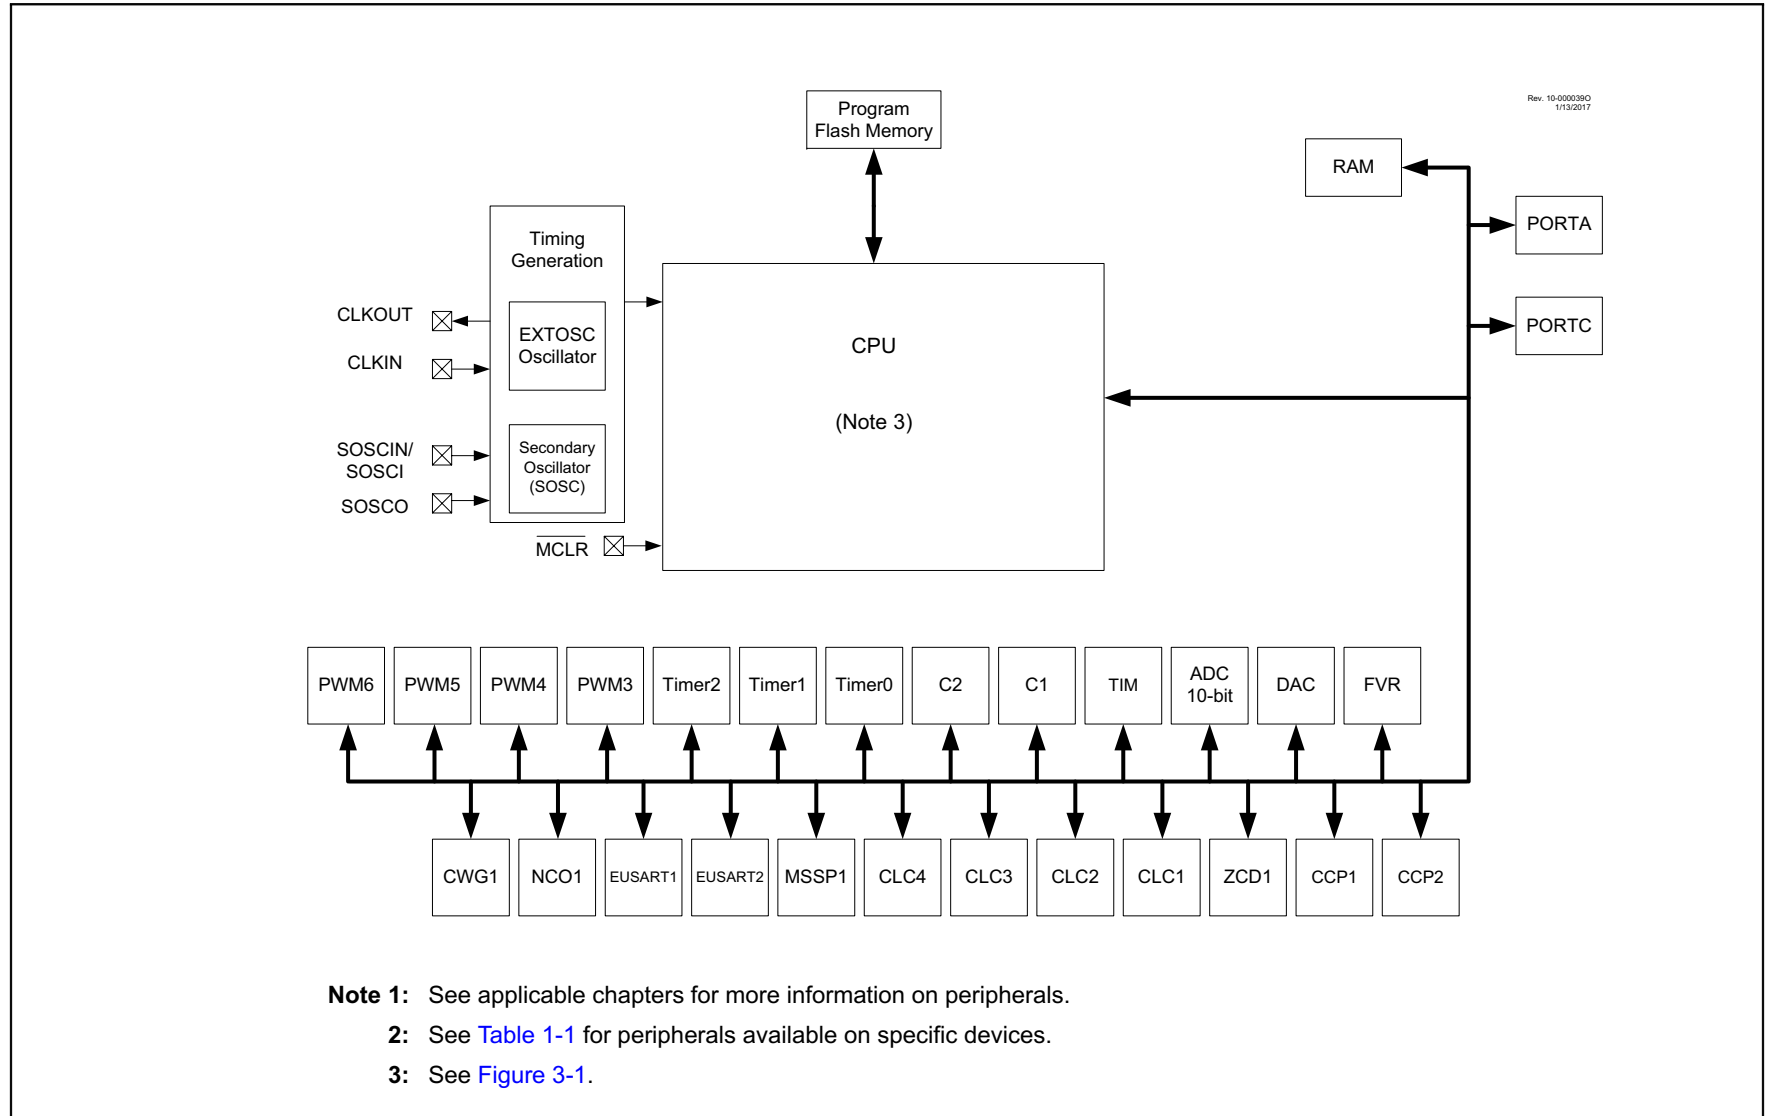 Program
Flash Memory
Rev. 10-000039O
1/13/2017
RAM
PORTA
PORTC
Timing
Generation
EXTOSC
Oscillator
Secondary
Oscillator
(SOSC)
CLKOUT
CLKIN
SOSCIN/
SOSCI
SOSCO
MCLR
CPU
(Note 3)
PWM6
PWM5
PWM4
PWM3
Timer2
Timer1
Timer0
C2
C1
TIM
ADC
10-bit
DAC
FVR
CWG1
NCO1
EUSART1
EUSART2
MSSP1
CLC4
CLC3
CLC2
CLC1
ZCD1
CCP1
CCP2
Note 1: See applicable chapters for more information on peripherals.
2: See Table 1-1 for peripherals available on specific devices.
3: See Figure 3-1.